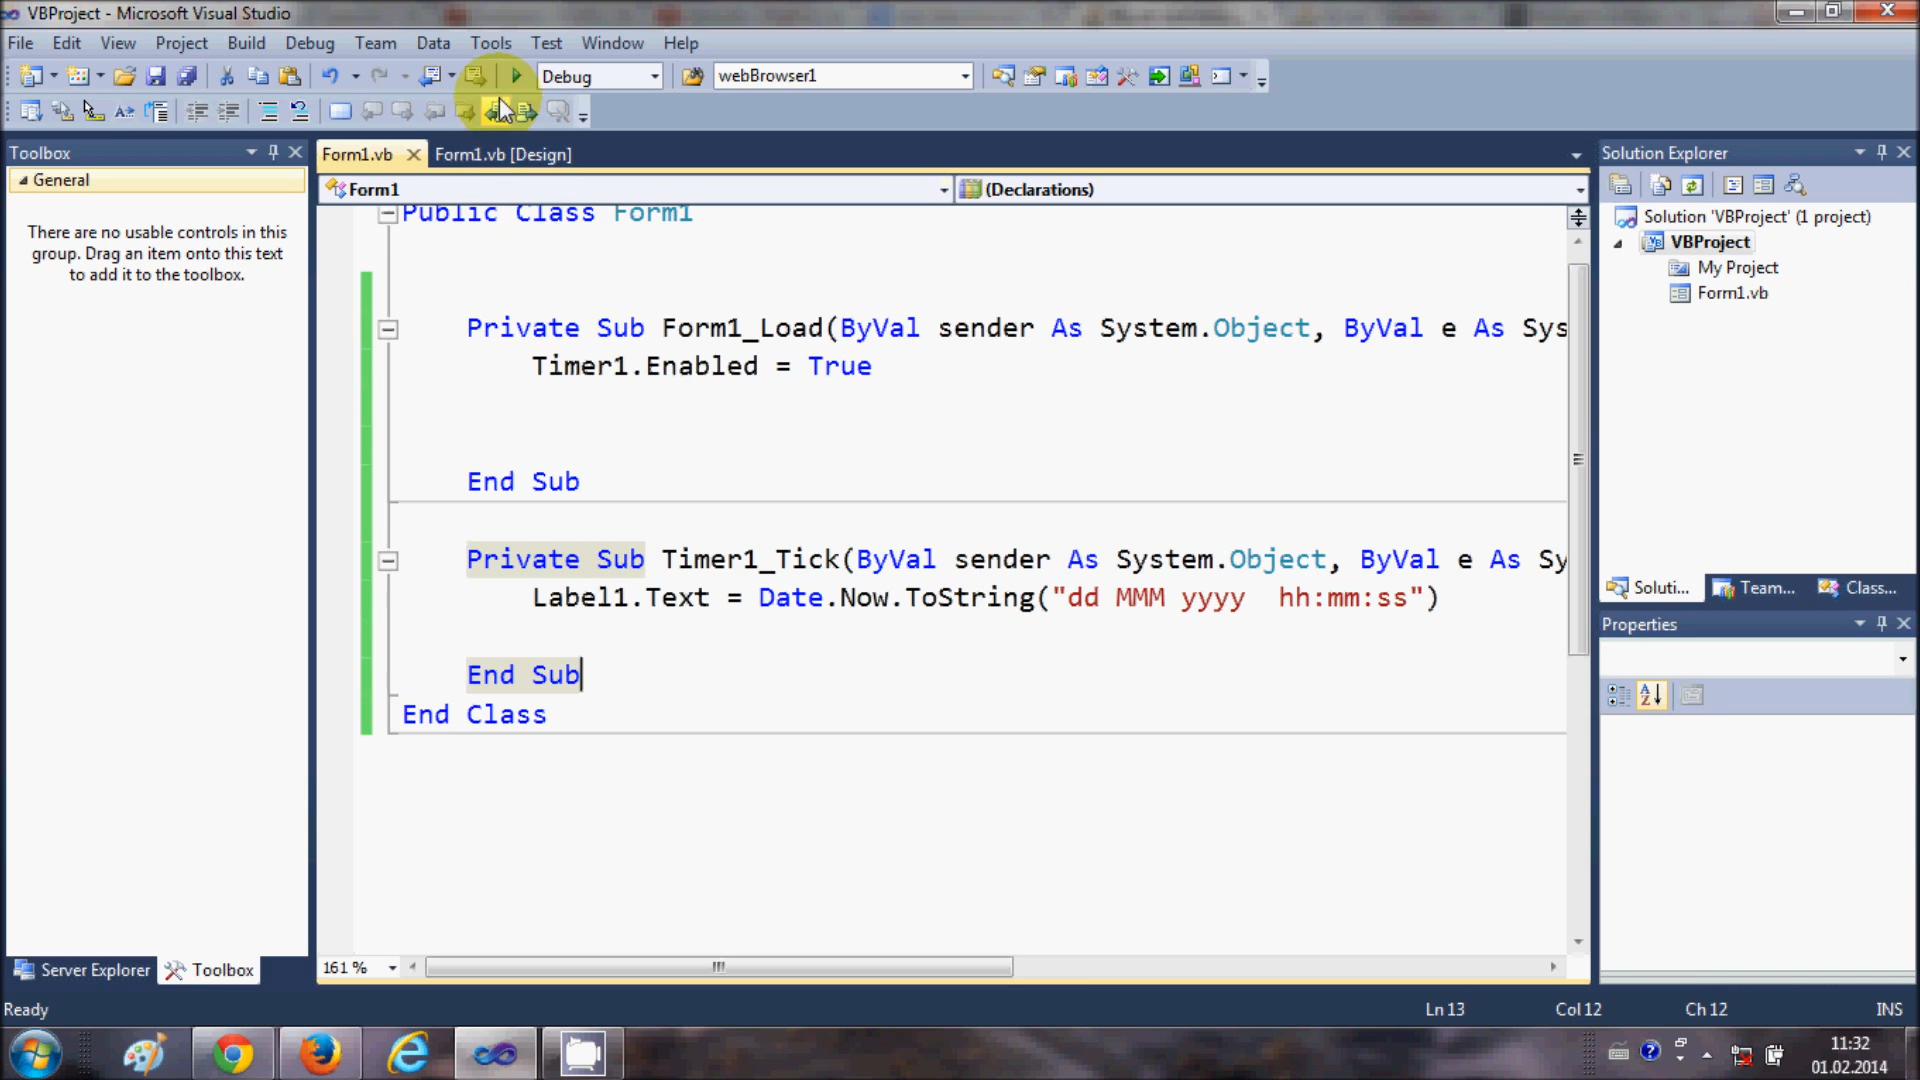 VBProject - Microsoft Visual Studio
File Edit View Project Build Debug Team Data Tools Test Window Help
Debug webBrowser1
Toolbox
General
There are no usable controls in this
group. Drag an item onto this text
to add it to the toolbox.
Server Explorer Toolbox
Form1.vb Form1.vb [Design]
Form1 (Declarations)
Public Class Form1
Private Sub Form1_Load(ByVal sender As System.Object, ByVal e As Sys
Timer1.Enabled = True
End Sub
Private Sub Timer1_Tick(ByVal sender As System.Object, ByVal e As Sy
Label1.Text = Date.Now.ToString("dd MMM yyyy  hh:mm:ss")
End Sub
End Class
161 %
Solution Explorer
Solution 'VBProject' (1 project)
VBProject
My Project
Form1.vb
Soluti... Team... Class...
Properties
Ready Ln 13 Col 12 Ch 12 INS
11:32
01.02.2014